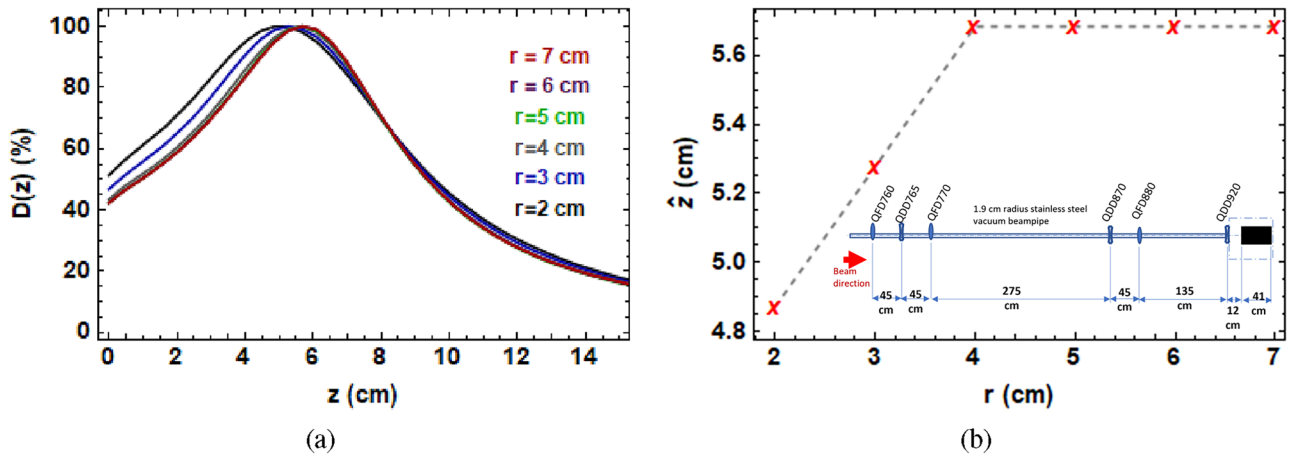 100
80
60
40
20
0
D(z) (%)
r = 7 cm
r = 6 cm
r=5 cm
r=4 cm
r=3 cm
r=2 cm
0 2 4 6 8 10 12 14
z (cm)
(a)
5.6
5.4
5.2
5.0
4.8
ẑ (cm)
QFD760
QDD765
QFD770
QDD870
QFD880
QDD920
1.9 cm radius stainless steel
vacuum beampipe
Beam
direction
45
cm
45
cm
275
cm
45
cm
135
cm
12
cm
41
cm
2 3 4 5 6 7
r (cm)
(b)